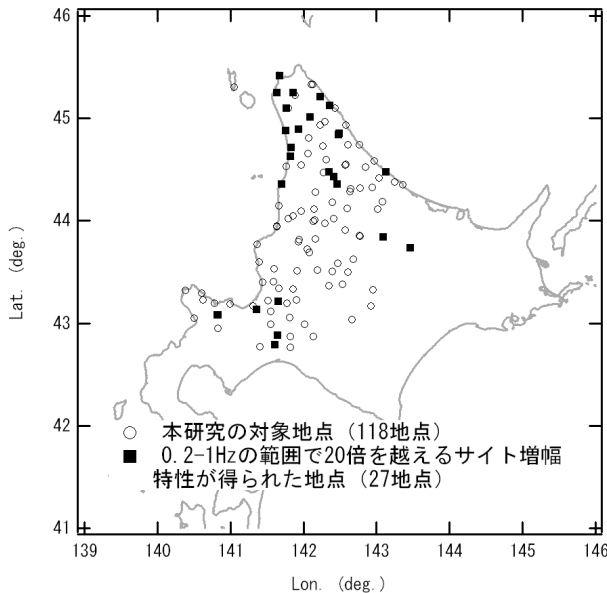 46
45
44
43
42
41
Lat. (deg.)
本研究の対象地点（118地点）
0.2-1Hzの範囲で20倍を越えるサイト増幅
特性が得られた地点（27地点）
139 140 141 142 143 144 145 146
Lon. (deg.)